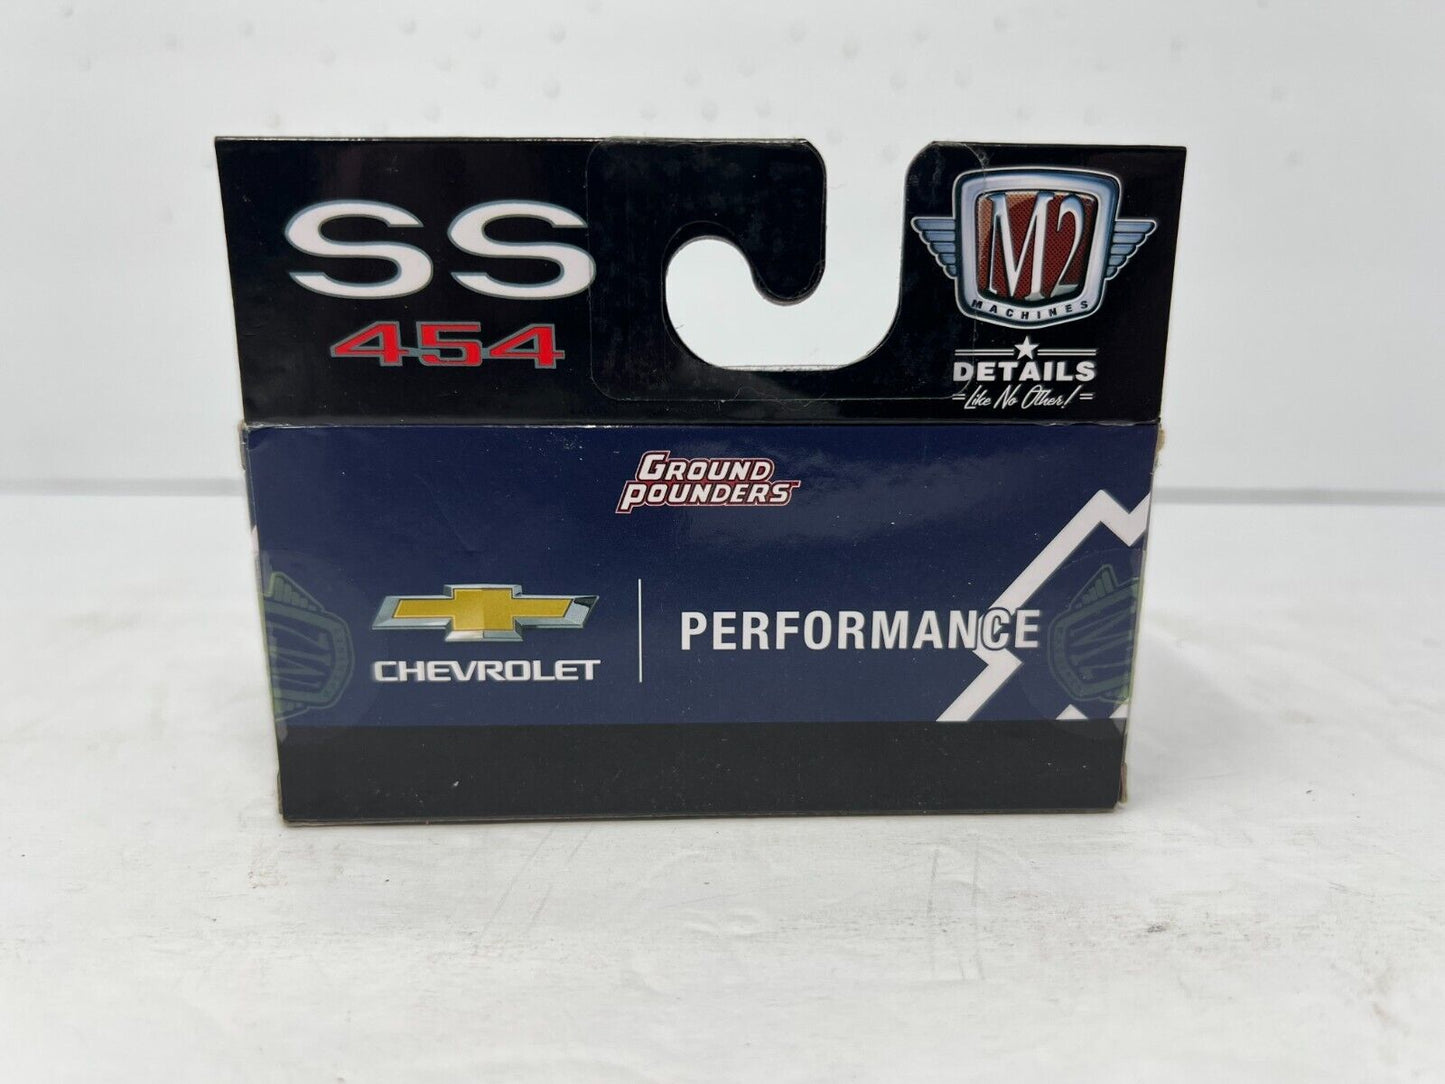 SS
454
M2
MACHINES
DETAILS
Like No Other!
GROUND
POUNDERS
CHEVROLET
PERFORMANCE